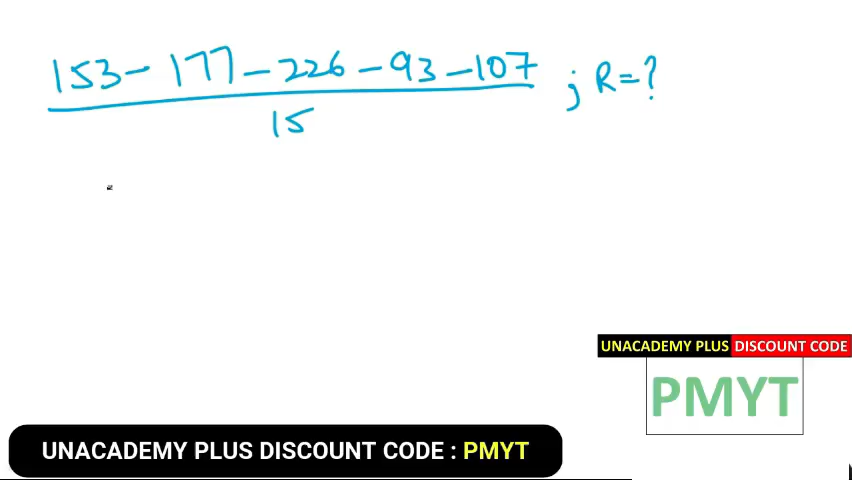 153 - 177 - 226 - 93 - 107 ; R = ?
15
UNACADEMY PLUS DISCOUNT CODE
PMYT
UNACADEMY PLUS DISCOUNT CODE : PMYT